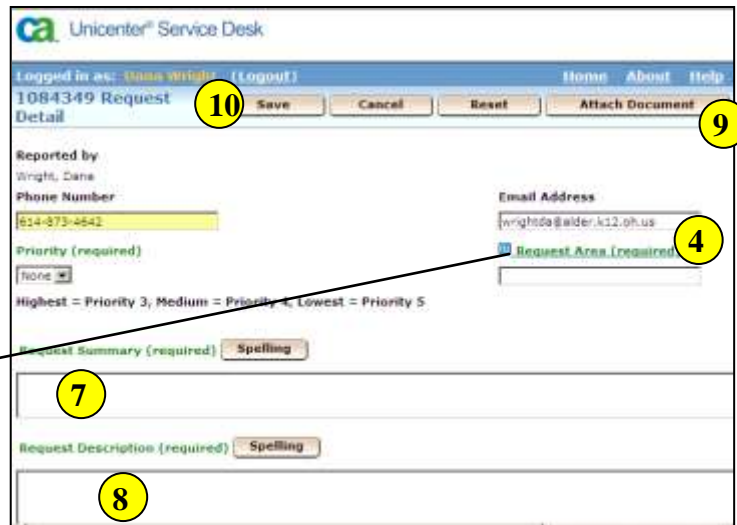 ca Unicenter® Service Desk
Logged in as: Dana Wright (Logout) Home About Help
1084349 Request Detail 10 Save Cancel Reset Attach Document 9
Reported by
Wright, Dana
Phone Number Email Address
614-873-4642 wrightda@alder.k12.oh.us
Priority (required) Request Area (required) 4
None
Highest = Priority 3, Medium = Priority 4, Lowest = Priority 5
Request Summary (required) Spelling
7
Request Description (required) Spelling
8